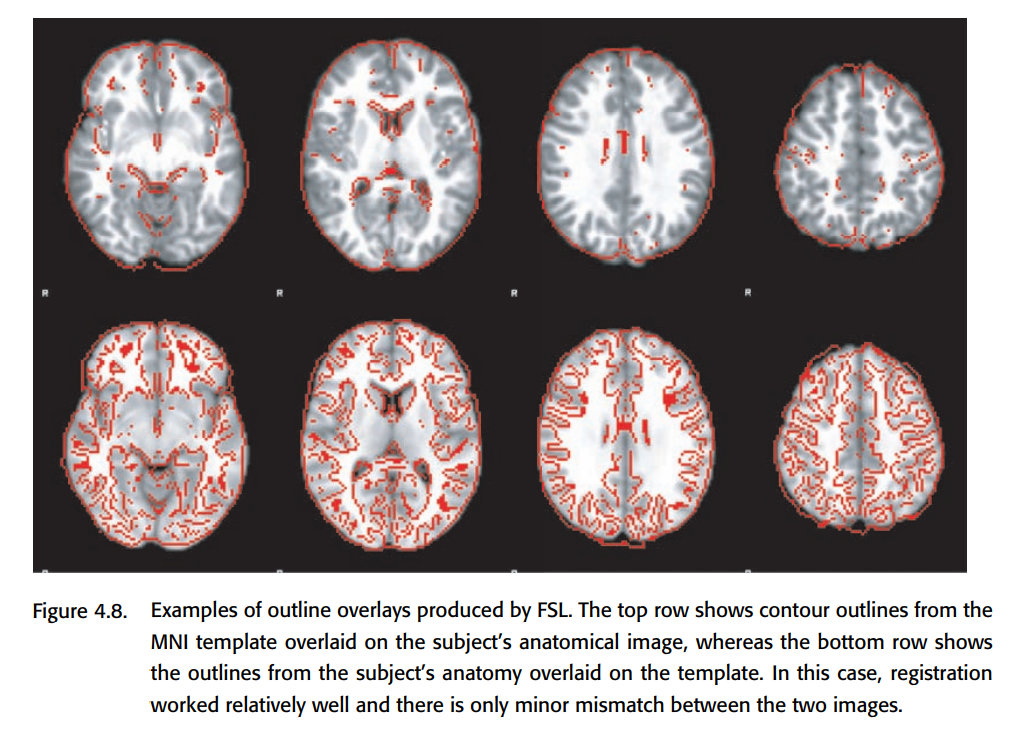 R R R R
Figure 4.8. Examples of outline overlays produced by FSL. The top row shows contour outlines from the
MNI template overlaid on the subject's anatomical image, whereas the bottom row shows
the outlines from the subject's anatomy overlaid on the template. In this case, registration
worked relatively well and there is only minor mismatch between the two images.